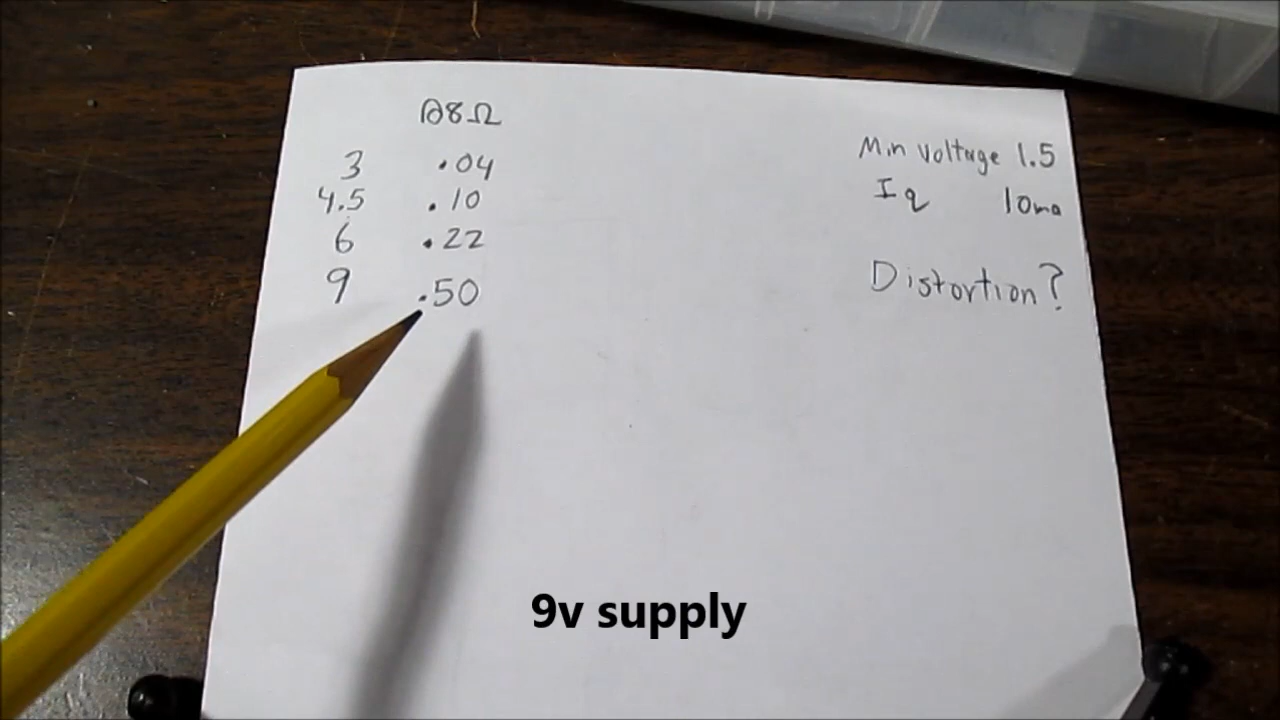 @8Ω
3 .04
4.5 .10
6 .22
9 .50
Min voltage 1.5
Iq 10ma
Distortion?
9v supply